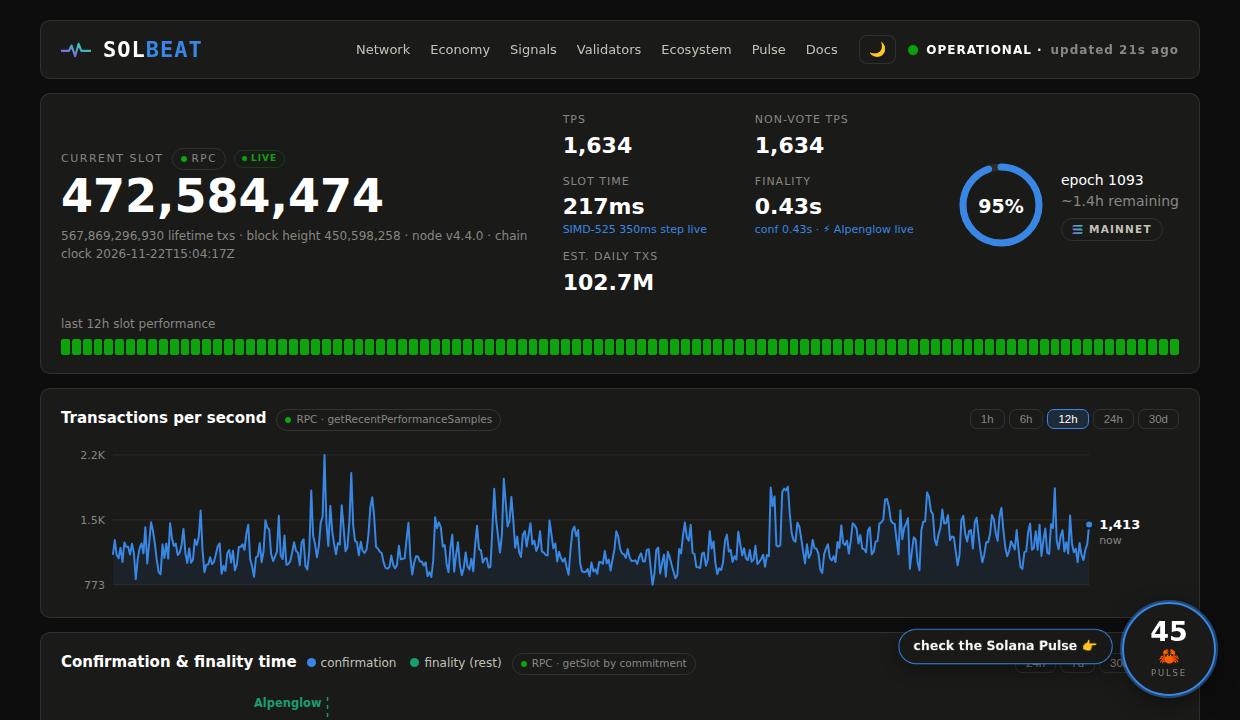 SOLBEAT
Network Economy Signals Validators Ecosystem Pulse Docs
OPERATIONAL · updated 21s ago
CURRENT SLOT RPC LIVE
472,584,474
567,869,296,930 lifetime txs · block height 450,598,258 · node v4.4.0 · chain
clock 2026-11-22T15:04:17Z
TPS
1,634
NON-VOTE TPS
1,634
SLOT TIME
217ms
SIMD-525 350ms step live
FINALITY
0.43s
conf 0.43s · ⚡ Alpenglow live
EST. DAILY TXS
102.7M
95%
epoch 1093
~1.4h remaining
MAINNET
last 12h slot performance
Transactions per second RPC · getRecentPerformanceSamples
1h 6h 12h 24h 30d
2.2K
1.5K
773
1,413
now
Confirmation & finality time confirmation finality (rest) RPC · getSlot by commitment
24h 7d 30d
Alpenglow
check the Solana Pulse 👉
45
PULSE